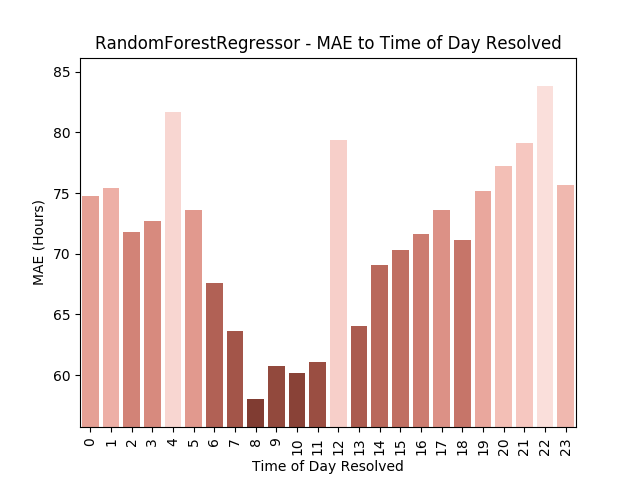 RandomForestRegressor - MAE to Time of Day Resolved
85
80
75
70
65
60
MAE (Hours)
0 1 2 3 4 5 6 7 8 9 10 11 12 13 14 15 16 17 18 19 20 21 22 23
Time of Day Resolved